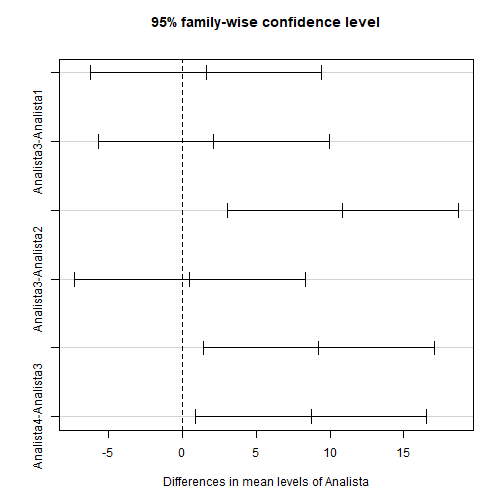 95% family-wise confidence level
Analista3-Analista1
Analista3-Analista2
Analista4-Analista3
-5 0 5 10 15
Differences in mean levels of Analista